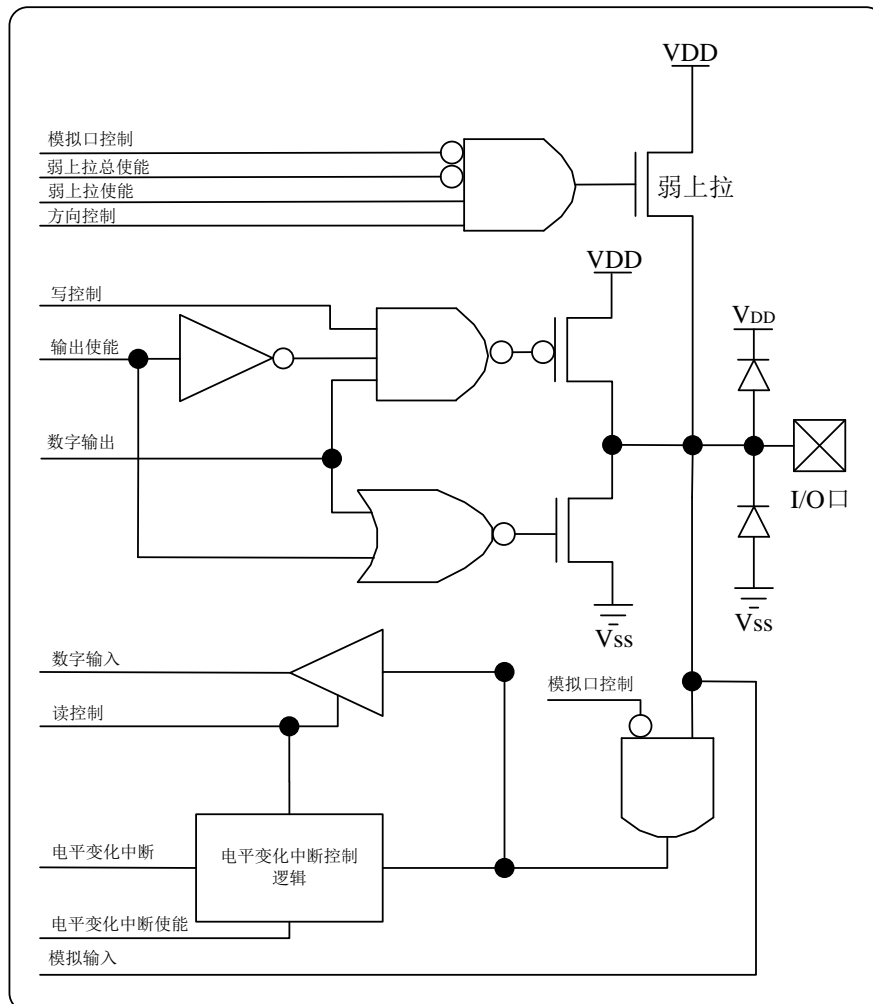 VDD
模拟口控制
弱上拉总使能
弱上拉使能
方向控制
弱上拉
VDD
写控制
输出使能
VDD
数字输出
I/O口
Vss
Vss
数字输入
模拟口控制
读控制
电平变化中断
电平变化中断控制
逻辑
电平变化中断使能
模拟输入